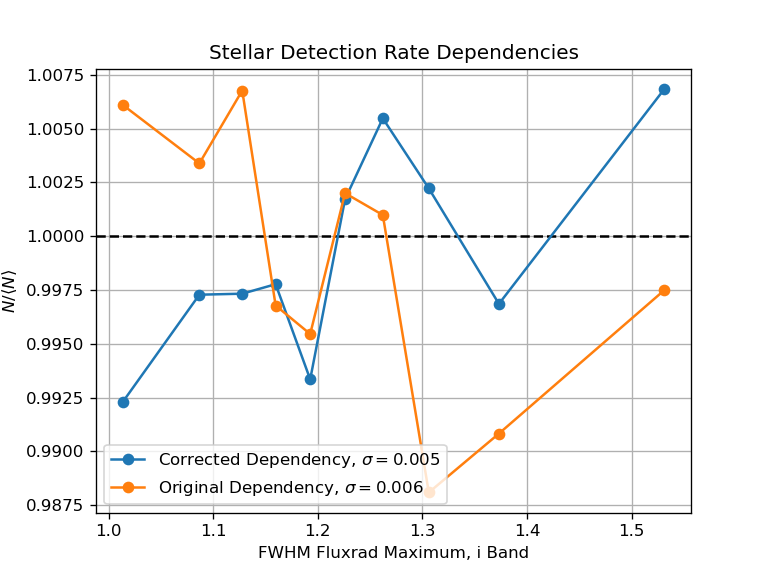 Stellar Detection Rate Dependencies
1.0075
1.0050
1.0025
1.0000
0.9975
0.9950
0.9925
0.9900
0.9875
N/⟨N⟩
Corrected Dependency, σ = 0.005
Original Dependency, σ = 0.006
1.0 1.1 1.2 1.3 1.4 1.5
FWHM Fluxrad Maximum, i Band